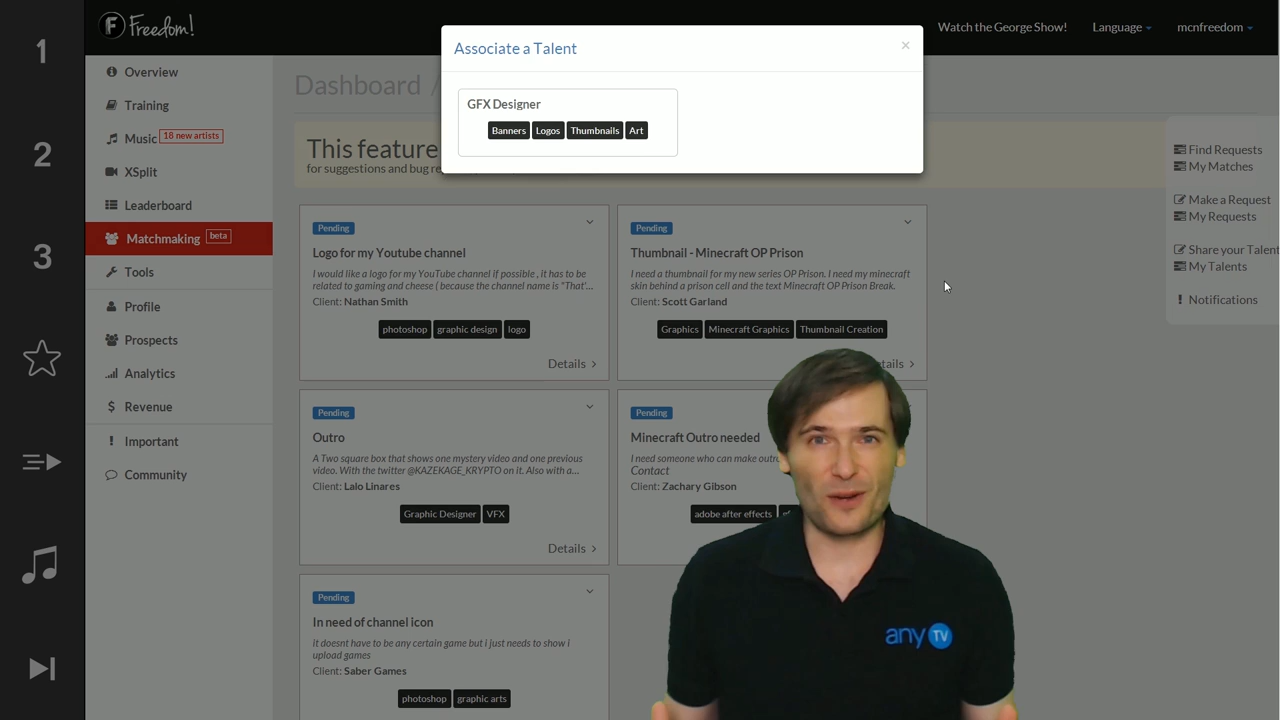 1
2
3
Freedom!
Watch the George Show!
Language
mcnfreedom
Associate a Talent
×
GFX Designer
Banners Logos Thumbnails Art
Overview
Training
Music 18 new artists
XSplit
Leaderboard
Matchmaking beta
Tools
Profile
Prospects
Analytics
Revenue
Important
Community
Dashboard /
This feature
for suggestions and bug re
Pending
Logo for my Youtube channel
I would like a logo for my YouTube channel if possible , it has to be
related to gaming and cheese ( because the channel name is "That'...
Client: Nathan Smith
photoshop graphic design logo
Details
Pending
Thumbnail - Minecraft OP Prison
I need a thumbnail for my new series OP Prison. I need my minecraft
skin behind a prison cell and the text Minecraft OP Prison Break.
Client: Scott Garland
Graphics Minecraft Graphics Thumbnail Creation
etails
Pending
Outro
A Two square box that shows one mystery video and one previous
video. With the twitter @KAZEKAGE_KRYPTO on it. Also with a...
Client: Lalo Linares
Graphic Designer VFX
Details
Pending
Minecraft Outro needed
I need someone who can make outro
Contact
Client: Zachary Gibson
adobe after effects
Pending
In need of channel icon
it doesnt have to be any certain game but i just needs to show i
upload games
Client: Saber Games
photoshop graphic arts
Find Requests
My Matches
Make a Request
My Requests
Share your Talent
My Talents
Notifications
any TV